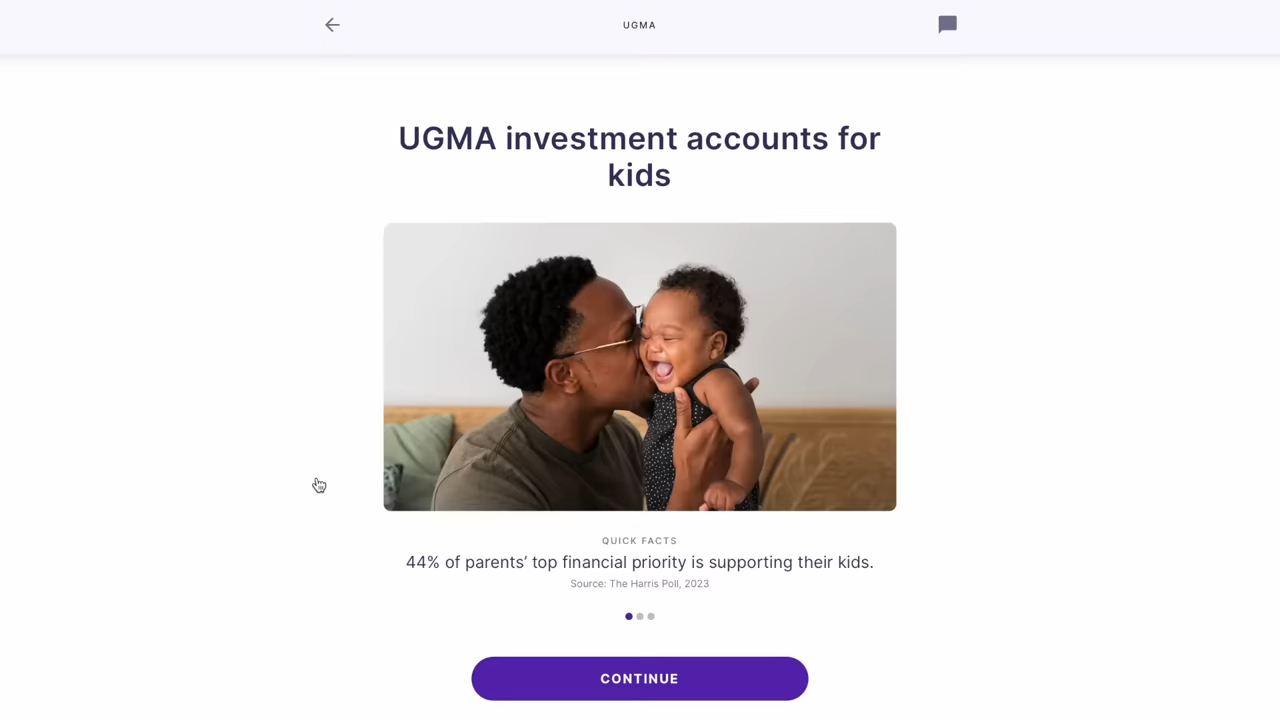 UGMA
UGMA investment accounts for
kids
QUICK FACTS
44% of parents’ top financial priority is supporting their kids.
Source: The Harris Poll, 2023
CONTINUE